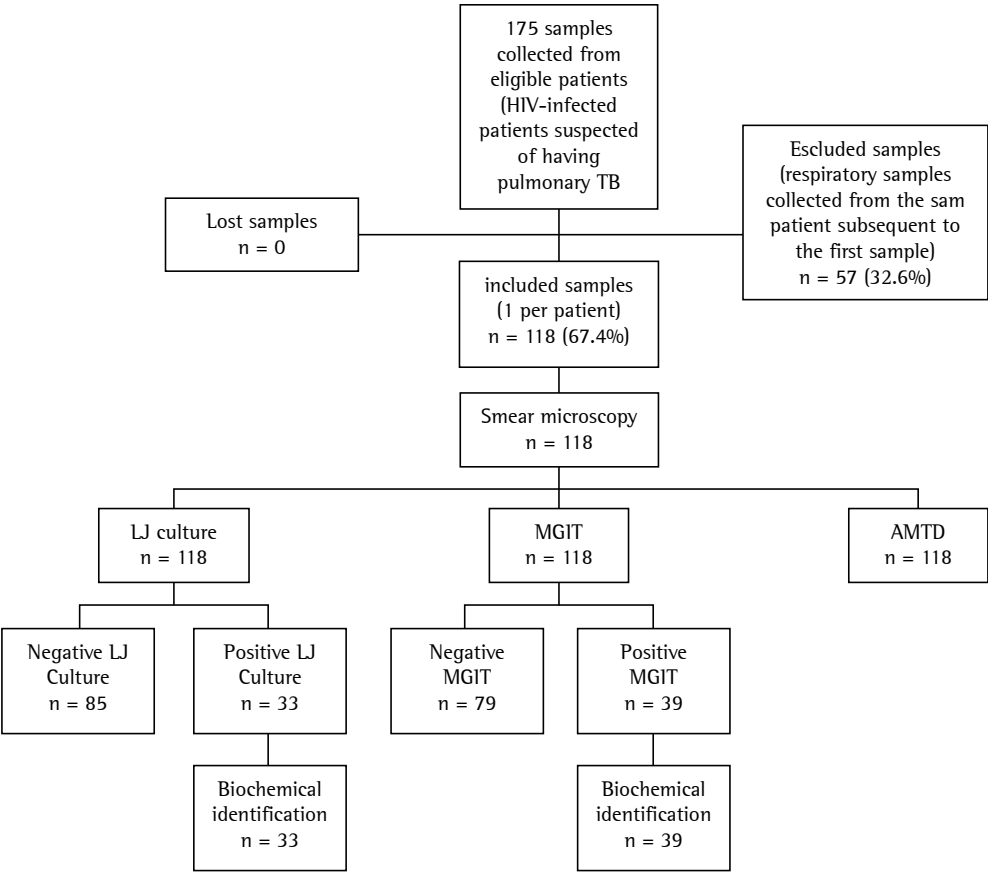 175 samples
collected from
eligible patients
(HIV-infected
patients suspected
of having
pulmonary TB
Escluded samples
(respiratory samples
collected from the sam
patient subsequent to
the first sample)
n = 57 (32.6%)
Lost samples
n = 0
included samples
(1 per patient)
n = 118 (67.4%)
Smear microscopy
n = 118
LJ culture
n = 118
MGIT
n = 118
AMTD
n = 118
Negative LJ
Culture
n = 85
Positive LJ
Culture
n = 33
Negative
MGIT
n = 79
Positive
MGIT
n = 39
Biochemical
identification
n = 33
Biochemical
identification
n = 39